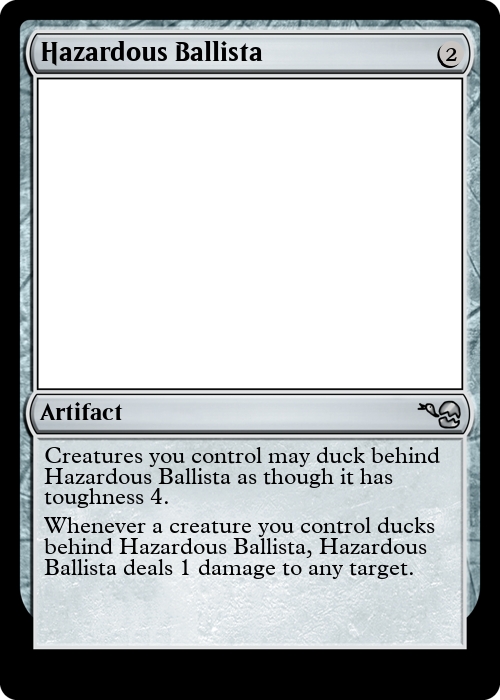 Hazardous Ballista
2
Artifact
Creatures you control may duck behind
Hazardous Ballista as though it has
toughness 4.
Whenever a creature you control ducks
behind Hazardous Ballista, Hazardous
Ballista deals 1 damage to any target.